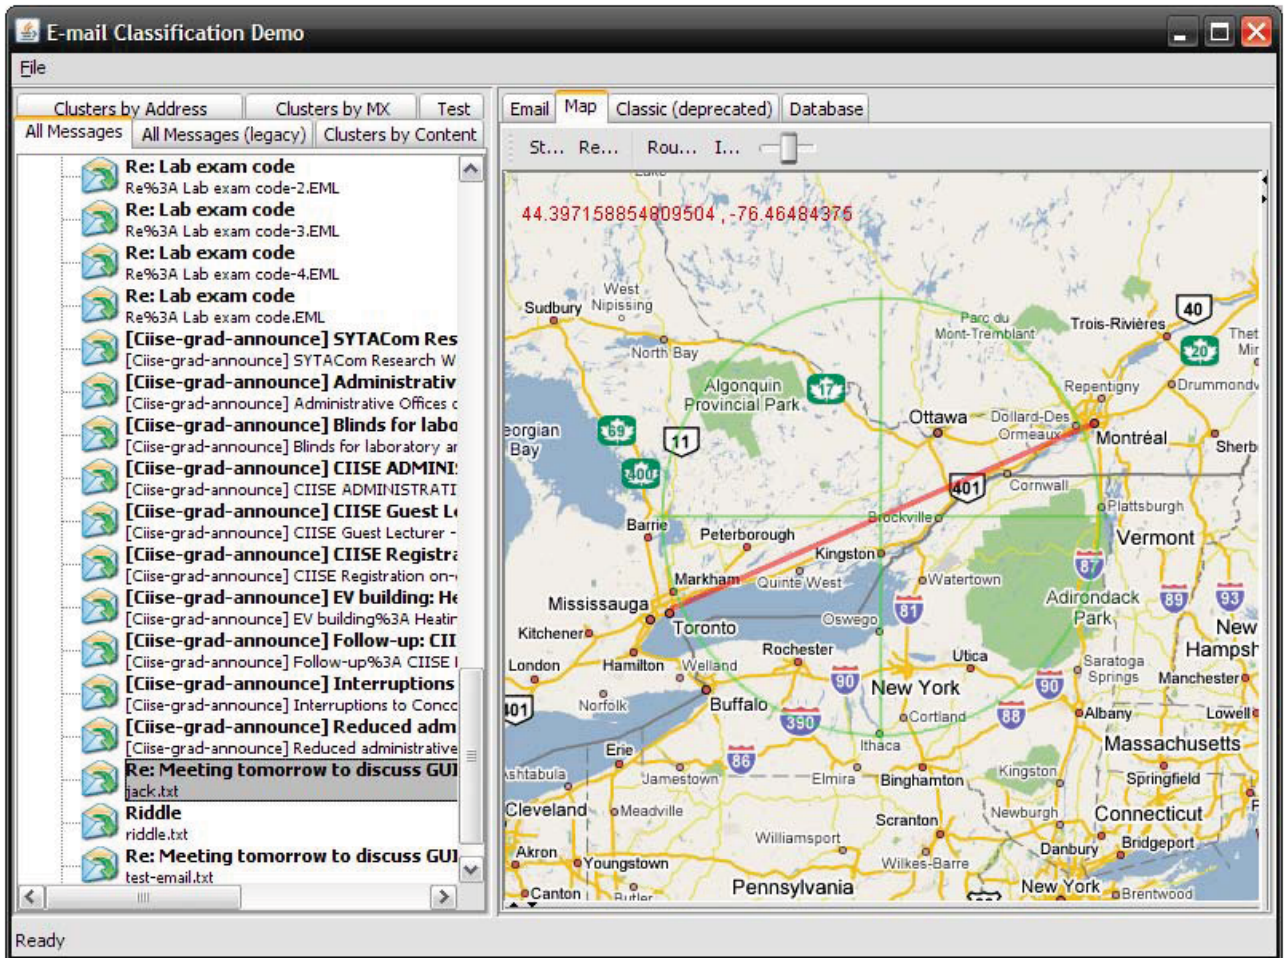 E-mail Classification Demo
File
Clusters by Address
Clusters by MX
Test
All Messages
All Messages (legacy)
Clusters by Content
Re: Lab exam code
Re%3A Lab exam code-2.EML
Re: Lab exam code
Re%3A Lab exam code-3.EML
Re: Lab exam code
Re%3A Lab exam code-4.EML
Re: Lab exam code
Re%3A Lab exam code.EML
[Ciise-grad-announce] SYTACom Res
[Ciise-grad-announce] SYTACom Research W
[Ciise-grad-announce] Administrativ
[Ciise-grad-announce] Administrative Offices
[Ciise-grad-announce] Blinds for labo
[Ciise-grad-announce] Blinds for laboratory
[Ciise-grad-announce] CIISE ADMINI
[Ciise-grad-announce] CIISE ADMINISTRATI
[Ciise-grad-announce] CIISE Guest
[Ciise-grad-announce] CIISE Guest Lecturer -
[Ciise-grad-announce] CIISE Registra
[Ciise-grad-announce] CIISE Registration on-
[Ciise-grad-announce] EV building: He
[Ciise-grad-announce] EV building%3A Heatin
[Ciise-grad-announce] Follow-up: CII
[Ciise-grad-announce] Follow-up%3A CIISE
[Ciise-grad-announce] Interruptions
[Ciise-grad-announce] Interruptions to Conc
[Ciise-grad-announce] Reduced adm
[Ciise-grad-announce] Reduced administrative
Re: Meeting tomorrow to discuss GUI
jack.txt
Riddle
riddle.txt
Re: Meeting tomorrow to discuss GUI
test-email.txt
Ready
Email
Map
Classic (deprecated)
Database
St...
Re...
Rou...
I...
Lake
44.397158854809504 , -76.46484375
West
Nipissing
Sudbury
North Bay
Parc du
Mont-Tremblant
Trois-Rivières
40
20
Thet
Min
Algonquin
Provincial Park
17
Repentigny
Drummondv
eorgian
Bay
69
11
400
Ottawa
Dollard-Des
Ormeaux
Montréal
Sherb
401
Cornwall
Barrie
Peterborough
Brockville
Plattsburgh
Vermont
Kingston
87
Markham
Quinte West
Watertown
Adirondack
Park
89
93
Mississauga
Toronto
Oswego
81
Kitchener
New
Hampsh
London
Hamilton
Welland
Rochester
Utica
Saratoga
Springs
Manchester
90
90
New York
401
Norfolk
Buffalo
390
Cortland
88
Albany
Lowell
Erie
86
Ithaca
Massachusetts
shtabula
Jamestown
Elmira
Binghamton
Kingston
Springfield
Cleveland
Meadville
Scranton
Newburgh
Connecticut
Williamsport
Akron
Youngstown
Wilkes-Barre
Danbury
Bridgeport
Canton
Butler
Pennsylvania
New York
Brentwood